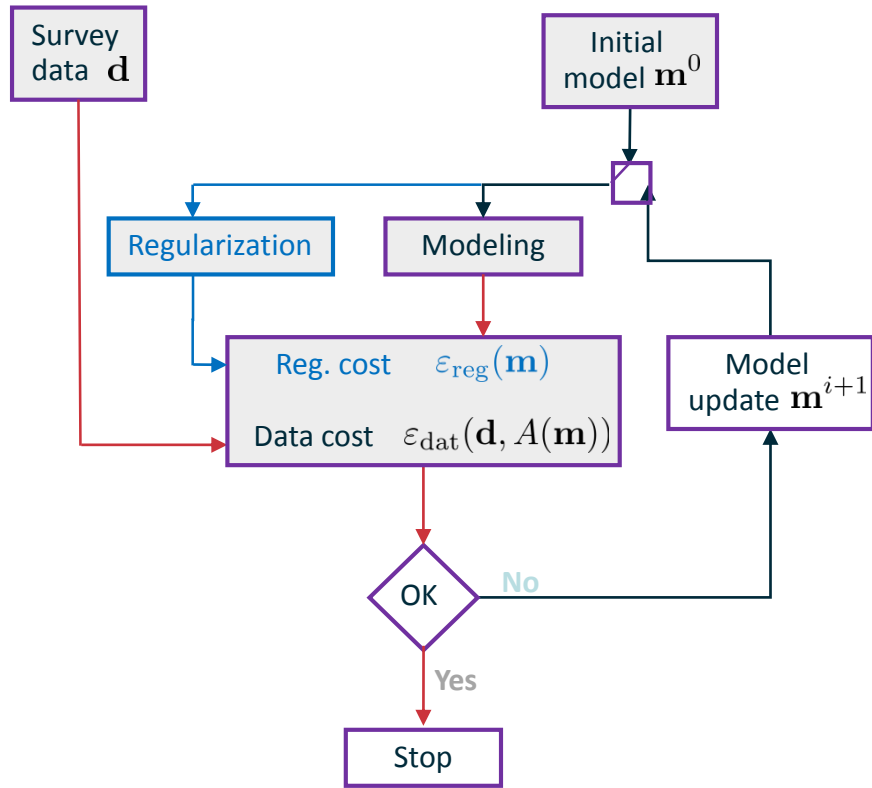 Survey
data d
Initial
model m⁰
Regularization
Modeling
Reg. cost ε_reg(m)
Data cost ε_dat(d, A(m))
Model
update m^{i+1}
OK
No
Yes
Stop